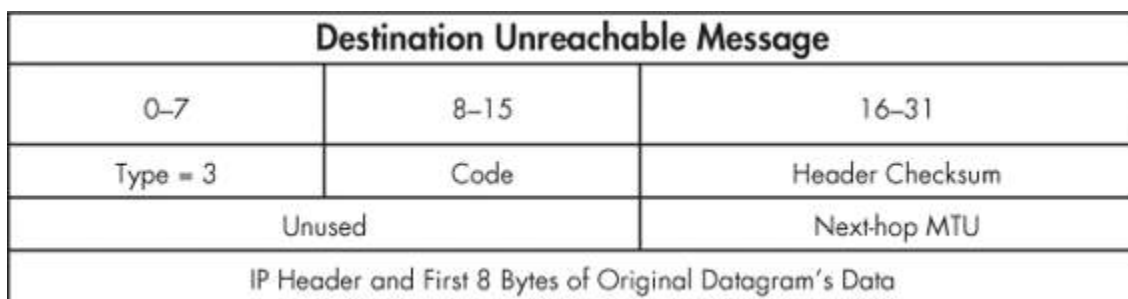 Destination Unreachable Message
0–7 8–15 16–31
Type = 3 Code Header Checksum
Unused Next-hop MTU
IP Header and First 8 Bytes of Original Datagram's Data